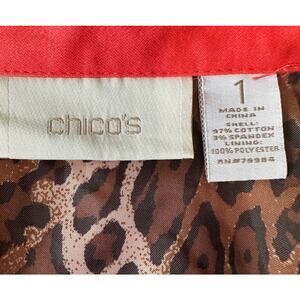 chico's
1
MADE IN
CHINA
SHELL:
97% COTTON
3% SPANDEX
LINING:
100% POLYESTER
RN#79984